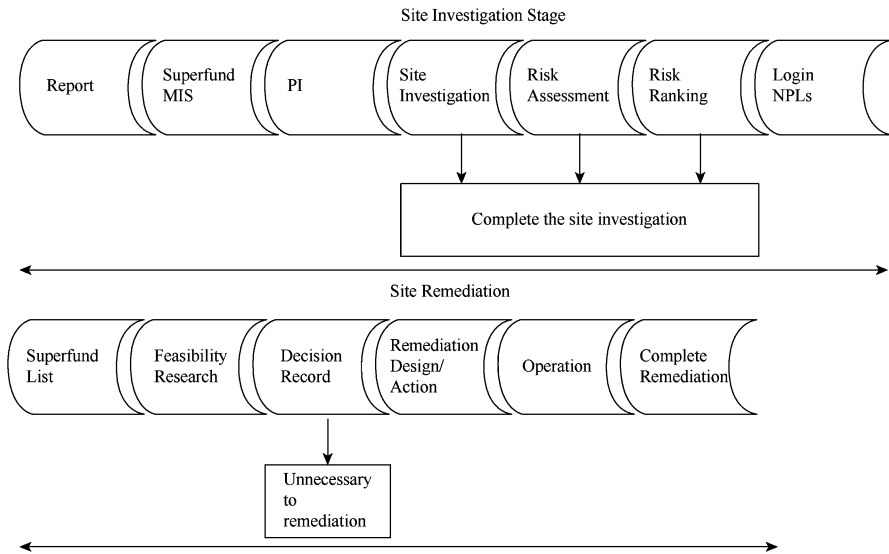 Site Investigation Stage
Report
Superfund
MIS
PI
Site
Investigation
Risk
Assessment
Risk
Ranking
Login
NPLs
Complete the site investigation
Site Remediation
Superfund
List
Feasibility
Research
Decision
Record
Remediation
Design/
Action
Operation
Complete
Remediation
Unnecessary
to
remediation